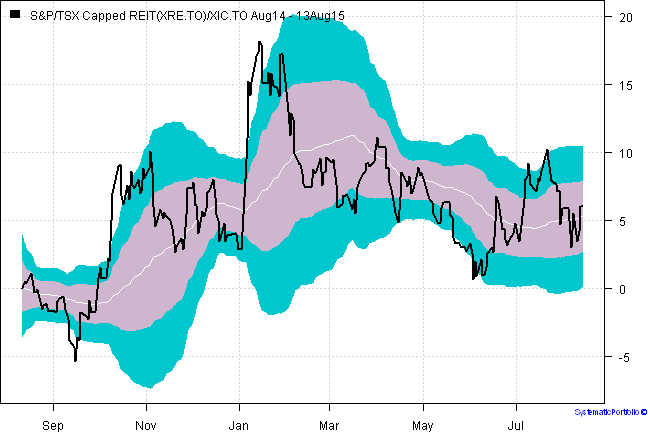 S&P/TSX Capped REIT(XRE.TO)/XIC.TO Aug14 - 13Aug15
20
15
10
5
0
-5
Sep Nov Jan Mar May Jul
SystematicPortfolio ©